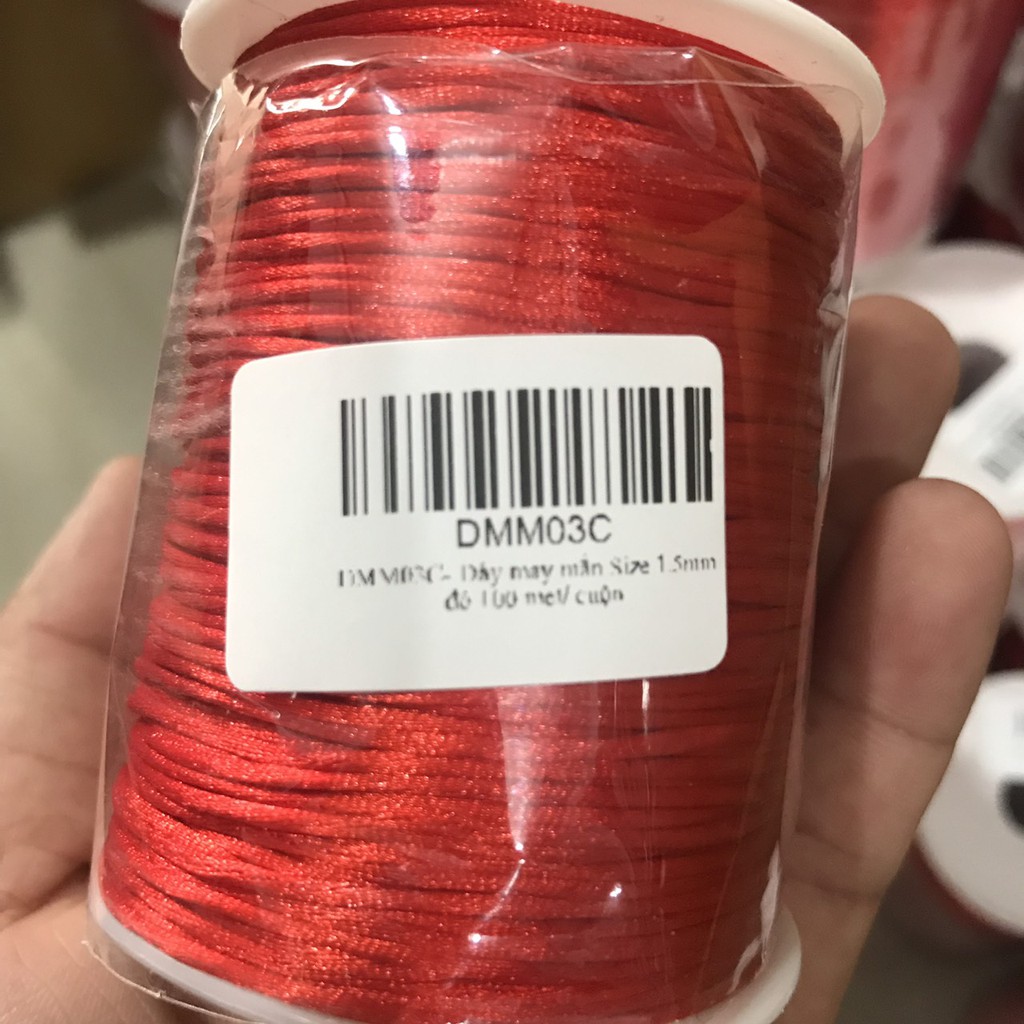 DMM03C
DMM03C- Dây may mắn Size 1.5mm
đỏ 100 met/ cuộn